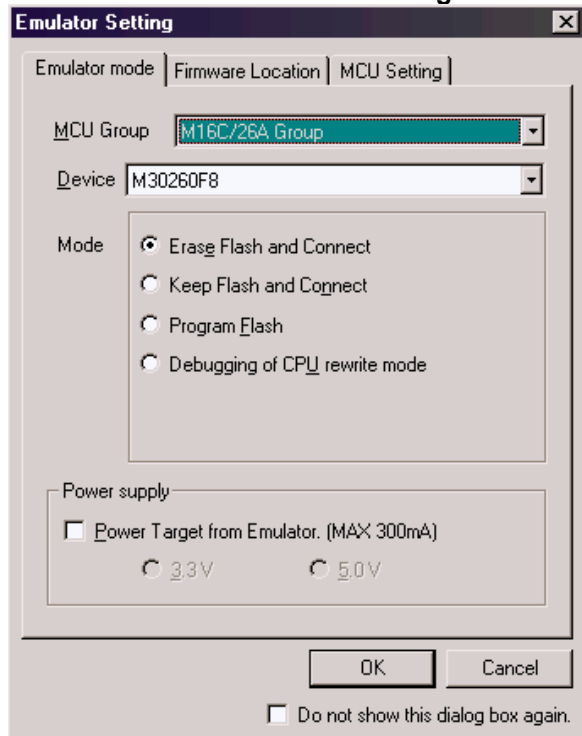 Emulator Setting
Emulator mode Firmware Location MCU Setting
MCU Group M16C/26A Group
Device M30260F8
Mode Erase Flash and Connect
Keep Flash and Connect
Program Flash
Debugging of CPU rewrite mode
Power supply
Power Target from Emulator. (MAX 300mA)
3.3 V 5.0 V
OK Cancel
Do not show this dialog box again.